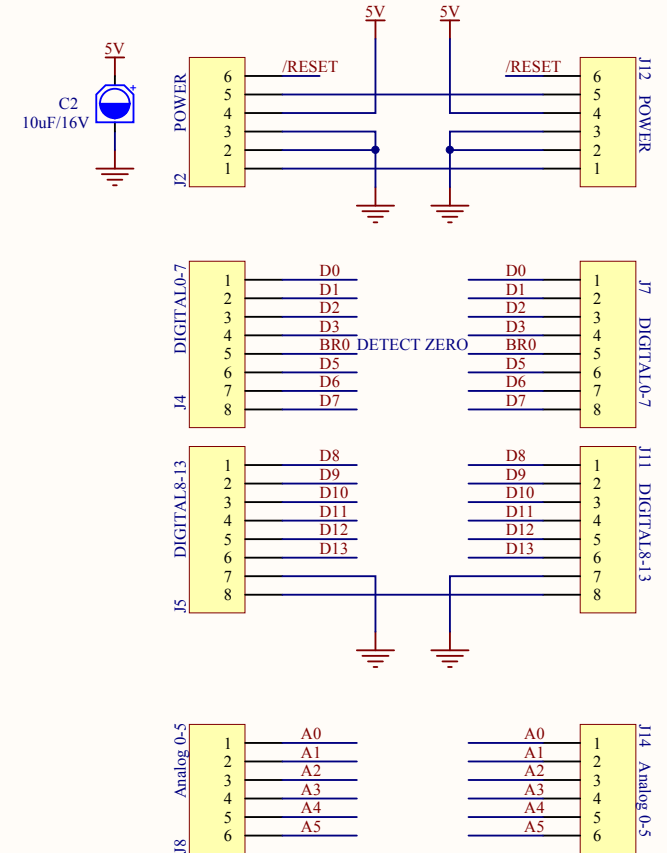 5V
5V
5V
C2
+
10uF/16V
POWER
J2
/RESET
6
5
4
3
2
1
/RESET
6
5
4
3
2
1
J12
POWER
DIGITAL0-7
J4
1
2
3
4
5
6
7
8
D0
D1
D2
D3
BR0
D5
D6
D7
DETECT ZERO
D0
D1
D2
D3
BR0
D5
D6
D7
1
2
3
4
5
6
7
8
J7
DIGITAL0-7
DIGITAL8-13
J5
1
2
3
4
5
6
7
8
D8
D9
D10
D11
D12
D13
D8
D9
D10
D11
D12
D13
1
2
3
4
5
6
7
8
J11
DIGITAL8-13
Analog 0-5
J8
1
2
3
4
5
6
A0
A1
A2
A3
A4
A5
A0
A1
A2
A3
A4
A5
1
2
3
4
5
6
J14
Analog 0-5